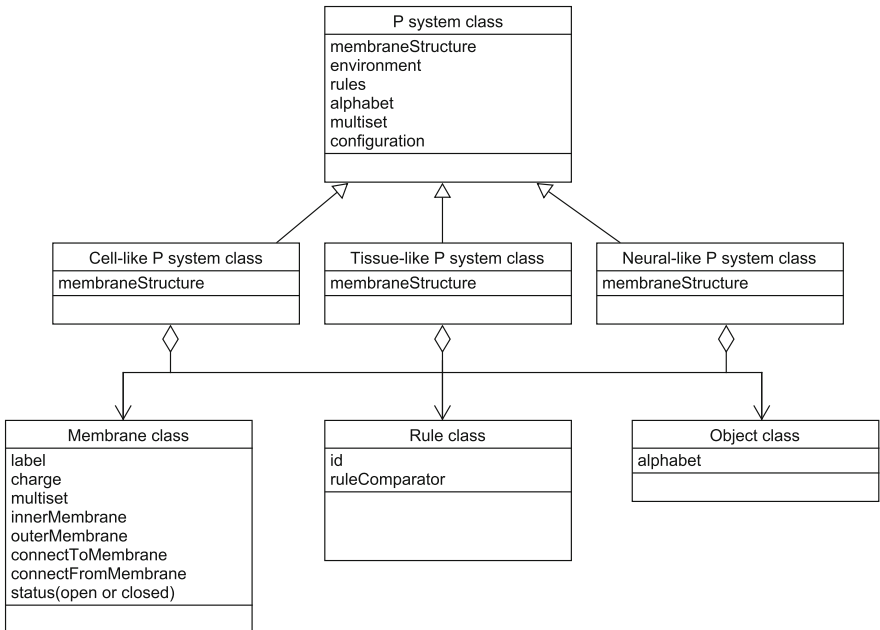 P system class
membraneStructure
environment
rules
alphabet
multiset
configuration
Cell-like P system class
membraneStructure
Tissue-like P system class
membraneStructure
Neural-like P system class
membraneStructure
Membrane class
label
charge
multiset
innerMembrane
outerMembrane
connectToMembrane
connectFromMembrane
status(open or closed)
Rule class
id
ruleComparator
Object class
alphabet